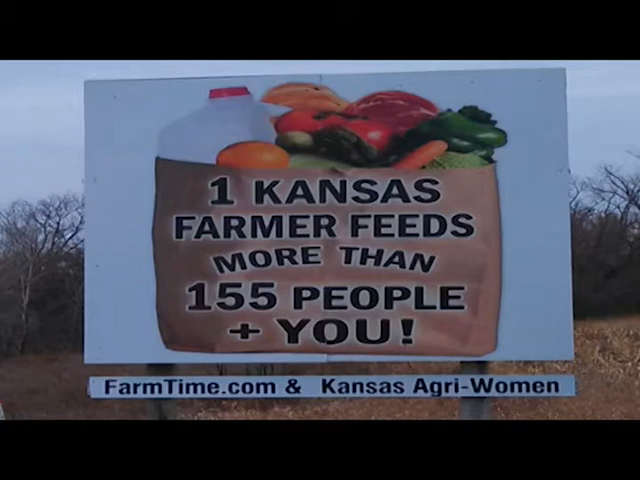 1 KANSAS
FARMER FEEDS
MORE THAN
155 PEOPLE
+ YOU!
FarmTime.com & Kansas Agri-Women